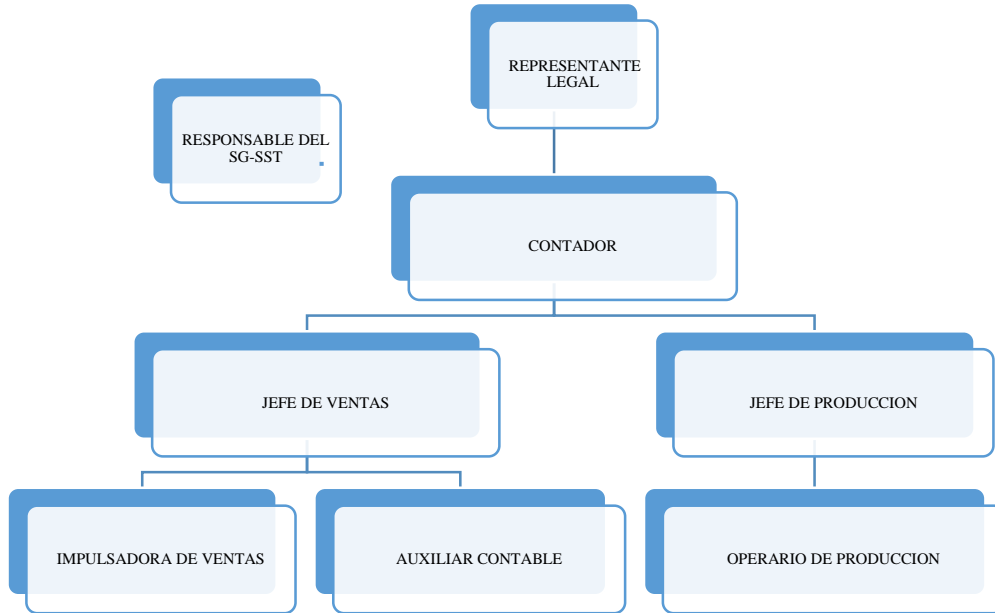 REPRESENTANTE
LEGAL
RESPONSABLE DEL
SG-SST
CONTADOR
JEFE DE VENTAS
JEFE DE PRODUCCION
IMPULSADORA DE VENTAS
AUXILIAR CONTABLE
OPERARIO DE PRODUCCION